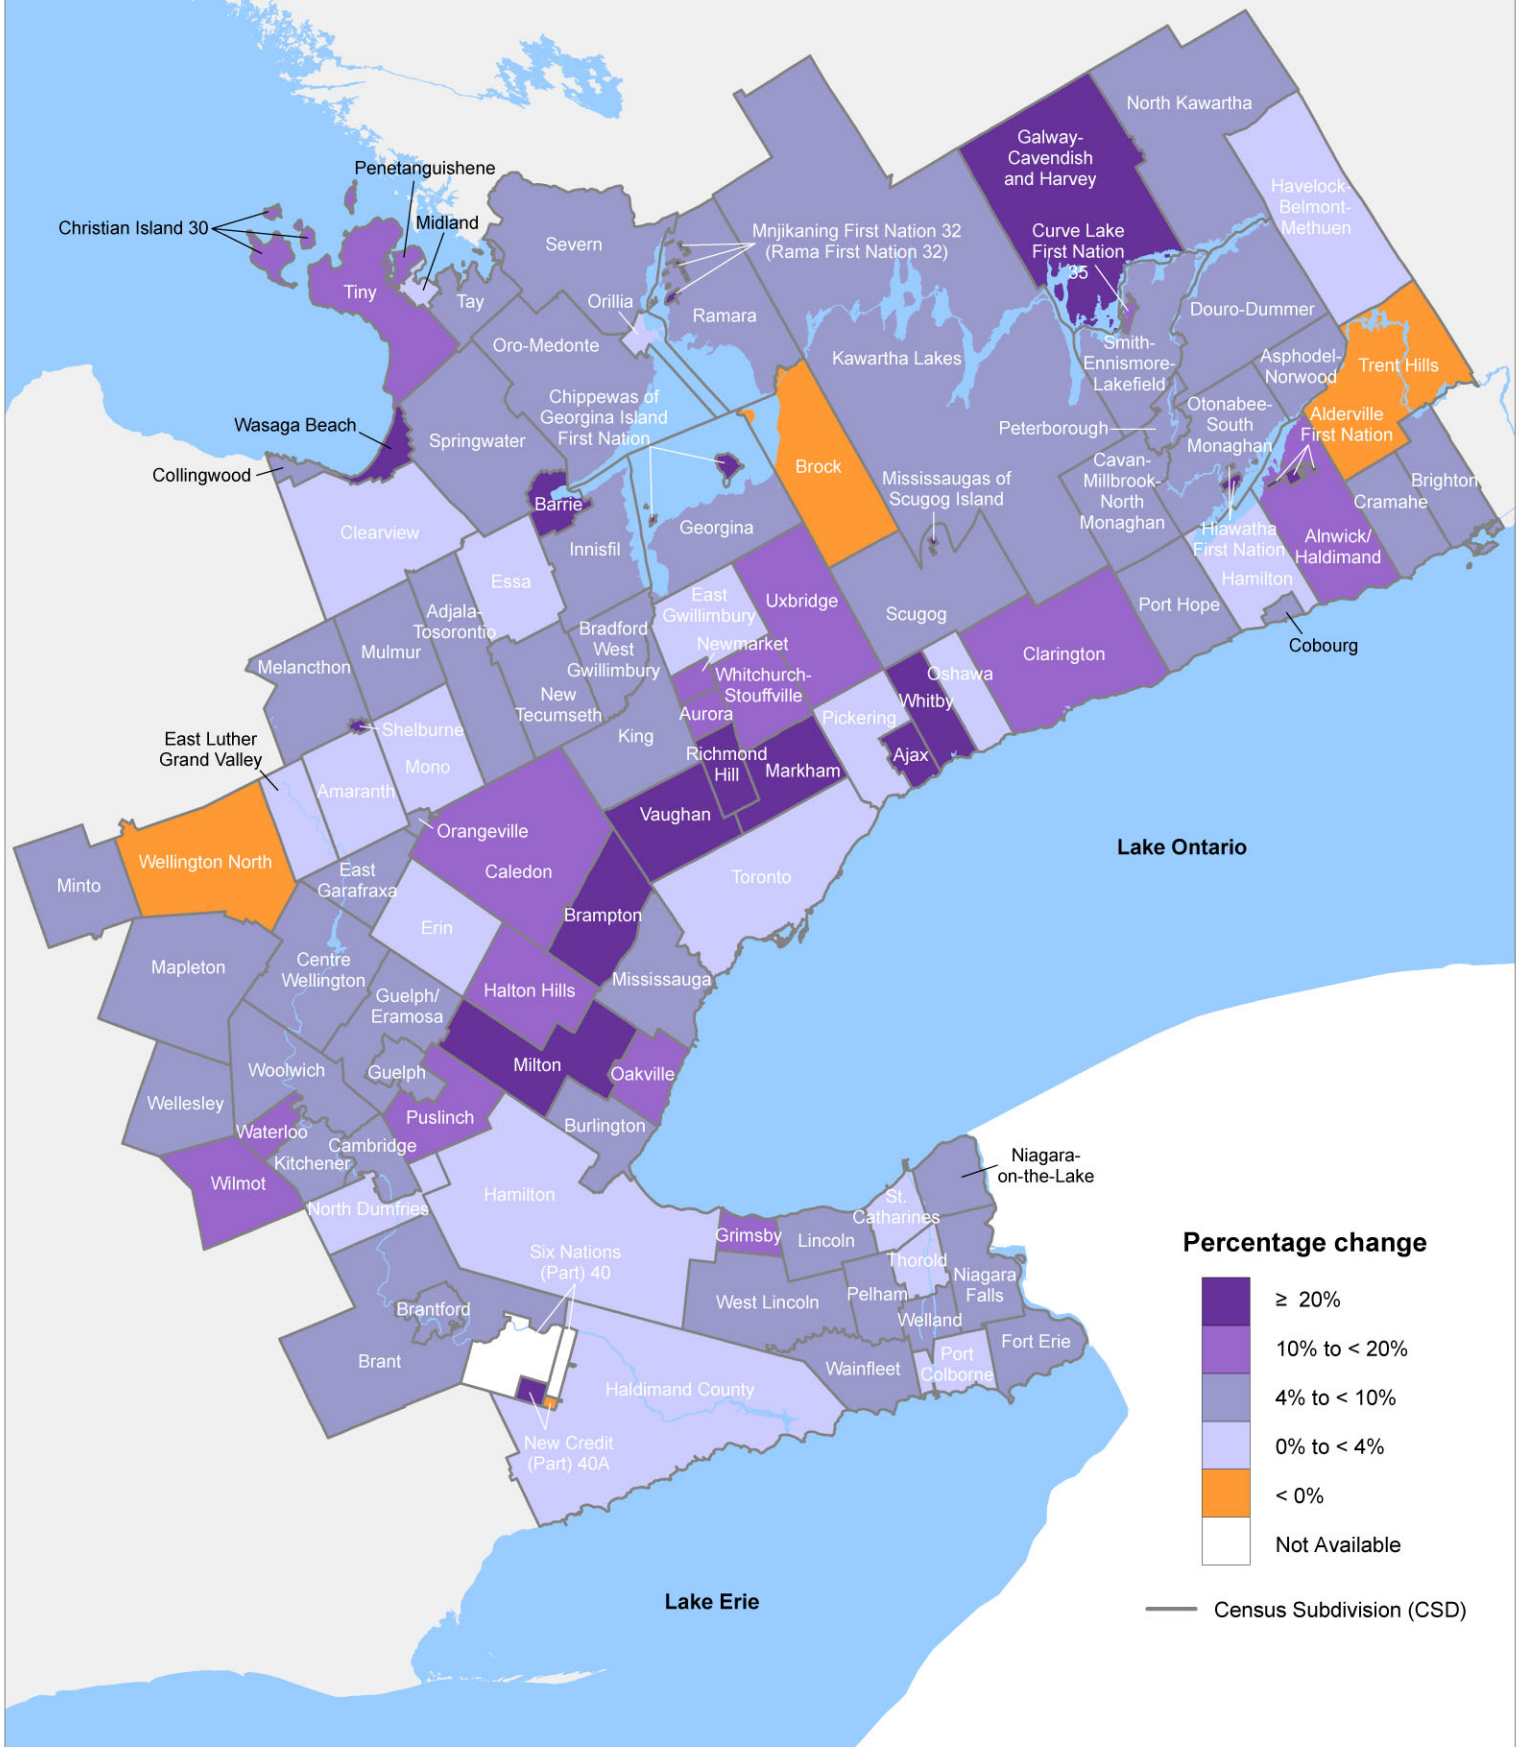 North Kawartha
Galway-
Cavendish
and Harvey
Penetanguishene
Havelock-
Belmont-
Methuen
Christian Island 30
Midland
Severn
Mnjikaning First Nation 32
(Rama First Nation 32)
Curve Lake
First Nation
35
Tiny
Tay
Orillia
Ramara
Douro-Dummer
Oro-Medonte
Kawartha Lakes
Smith-
Ennismore-
Lakefield
Asphodel-
Norwood
Trent Hills
Chippewas of
Georgina Island
First Nation
Otonabee-
South
Monaghan
Alderville
First Nation
Wasaga Beach
Springwater
Peterborough
Collingwood
Brock
Mississaugas of
Scugog Island
Cavan-
Millbrook-
North
Monaghan
Brighton
Cramahe
Barrie
Clearview
Innisfil
Georgina
Hiawatha
First Nation
Alnwick/
Haldimand
Essa
Hamilton
East
Gwillimbury
Uxbridge
Scugog
Port Hope
Adjala-
Tosorontio
Bradford
West
Gwillimbury
Newmarket
Clarington
Cobourg
Mulmur
Melancthon
Whitchurch-
Stouffville
Oshawa
New
Tecumseth
Aurora
Whitby
Pickering
Shelburne
King
East Luther
Grand Valley
Richmond
Hill
Ajax
Mono
Markham
Amaranth
Vaughan
Orangeville
Lake Ontario
Wellington North
Caledon
East
Garafraxa
Minto
Toronto
Brampton
Erin
Mapleton
Centre
Wellington
Mississauga
Halton Hills
Guelph/
Eramosa
Milton
Woolwich
Guelph
Oakville
Wellesley
Puslinch
Burlington
Waterloo
Cambridge
Kitchener
Wilmot
Niagara-
on-the-Lake
Hamilton
North Dumfries
St.
Catharines
Grimsby
Lincoln
Six Nations
(Part) 40
Thorold
Niagara
Falls
Pelham
West Lincoln
Brantford
Welland
Fort Erie
Brant
Wainfleet
Port
Colborne
Haldimand County
New Credit
(Part) 40A
Lake Erie
Percentage change
≥ 20%
10% to < 20%
4% to < 10%
0% to < 4%
< 0%
Not Available
Census Subdivision (CSD)